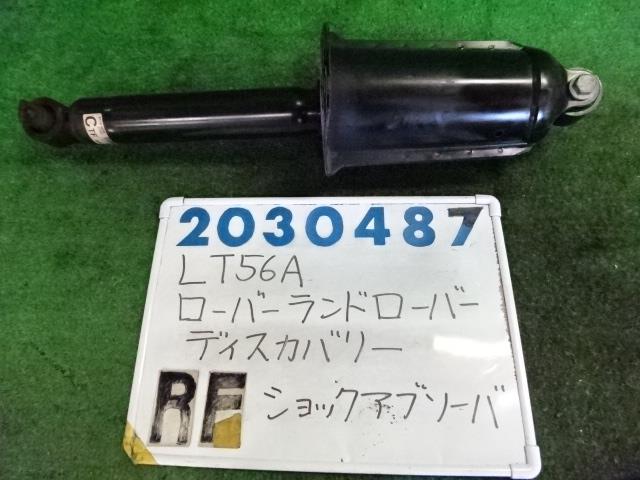 CTF
2030487
LT56A
ローバーランドローバー
ディスカバリー
RF ショックアブソーバ